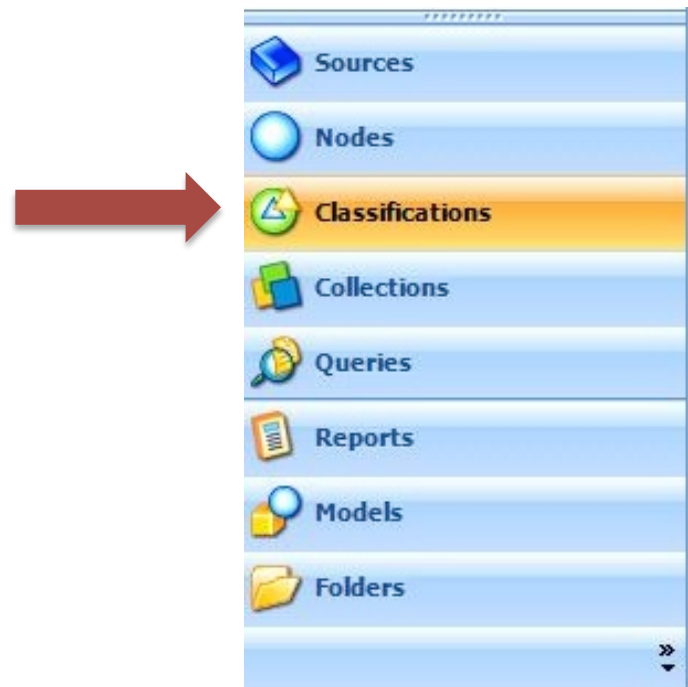 Sources
Nodes
Classifications
Collections
Queries
Reports
Models
Folders